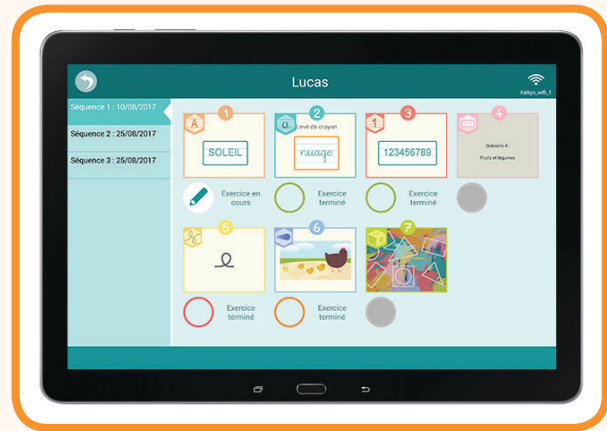 Lucas
Kaligo_wifi_1
Séquence 1 : 10/08/2017
Séquence 2 : 25/08/2017
Séquence 3 : 25/08/2017
1
A
SOLEIL
Exercice en
cours
2
a
Levé de crayon
nuage
Exercice
terminé
3
1
123456789
Exercice
terminé
4
Scénario 4 :
Fruits et légumes
5
Exercice
terminé
6
Exercice
terminé
7